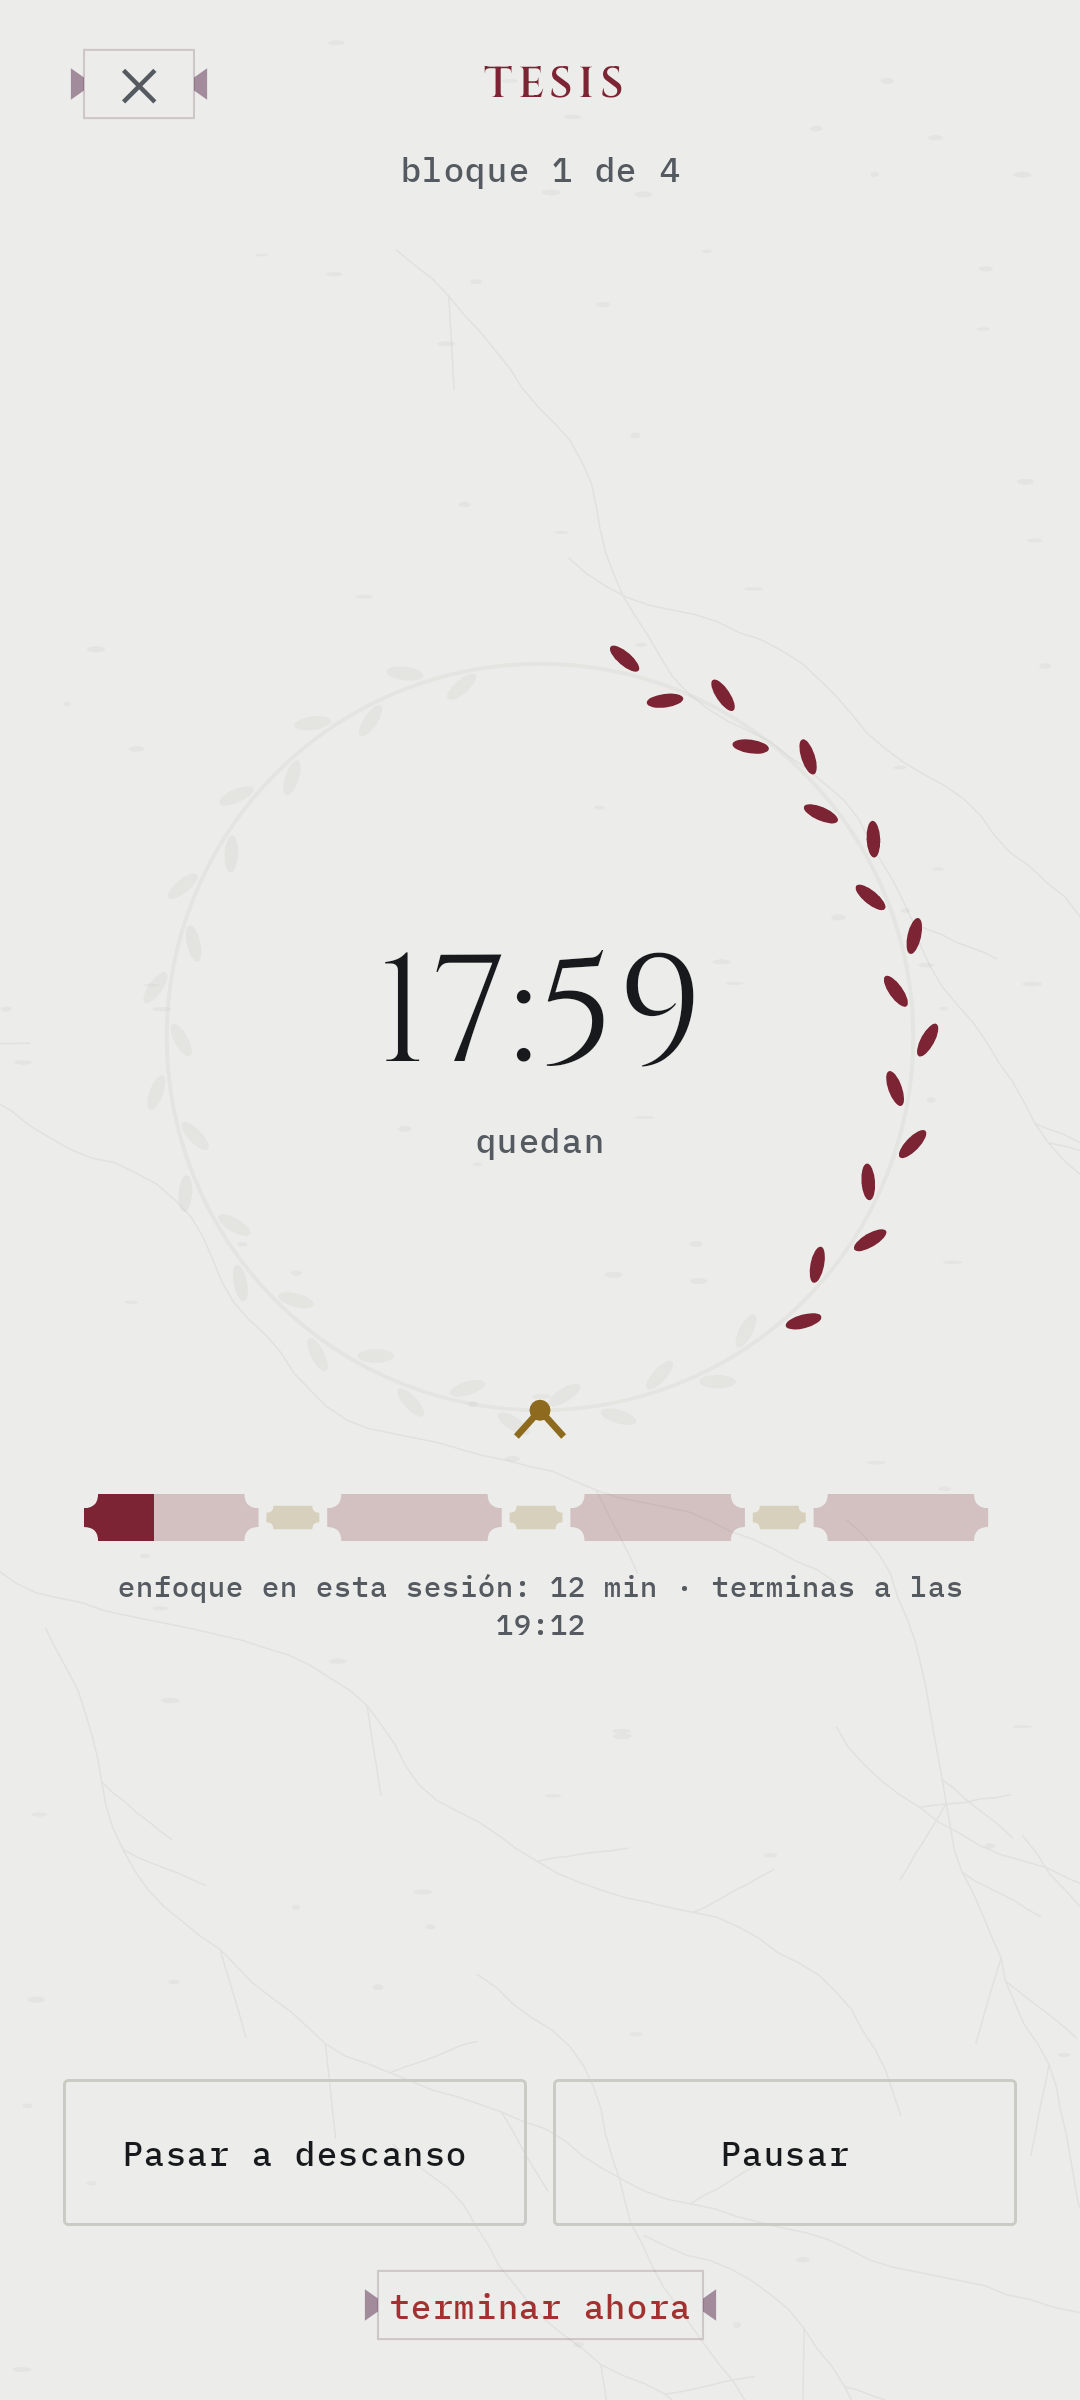 TESIS
bloque 1 de 4
17:59
quedan
enfoque en esta sesión: 12 min · terminas a las
19:12
Pasar a descanso
Pausar
terminar ahora